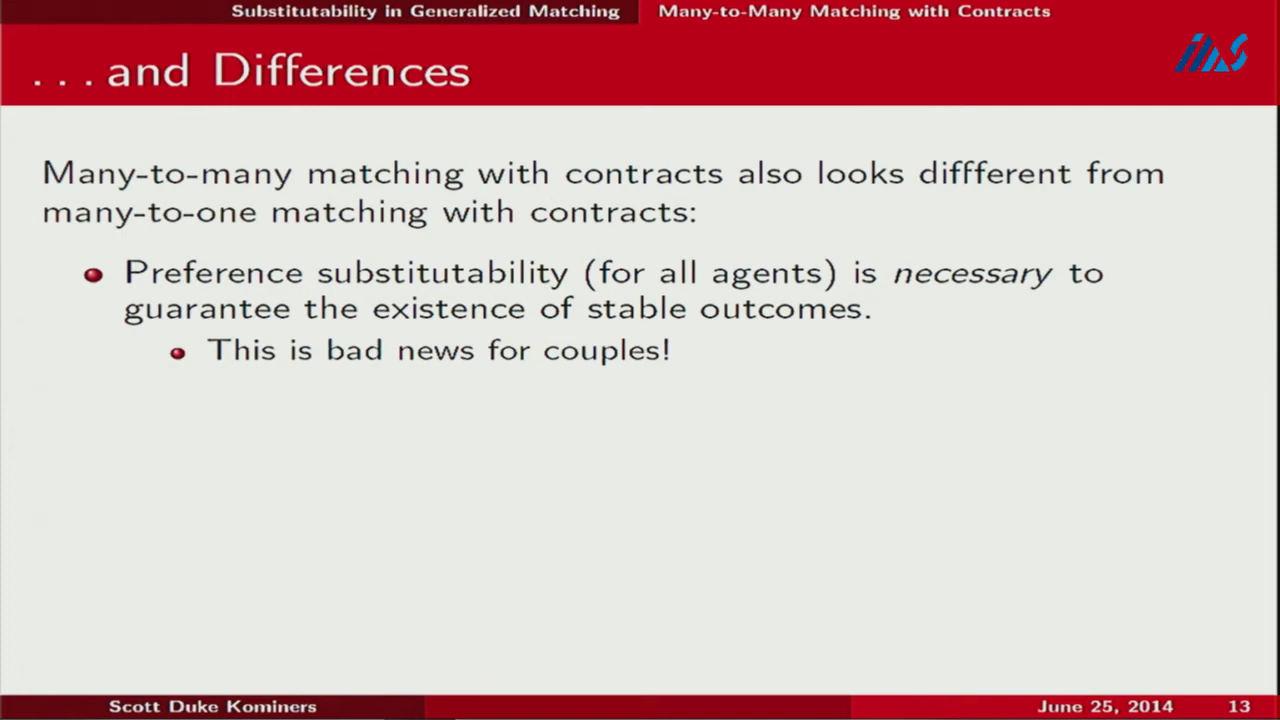 Substitutability in Generalized Matching Many-to-Many Matching with Contracts
. . . and Differences
ims
Many-to-many matching with contracts also looks diffferent from
many-to-one matching with contracts:
Preference substitutability (for all agents) is necessary to
guarantee the existence of stable outcomes.
This is bad news for couples!
Scott Duke Kominers June 25, 2014 13